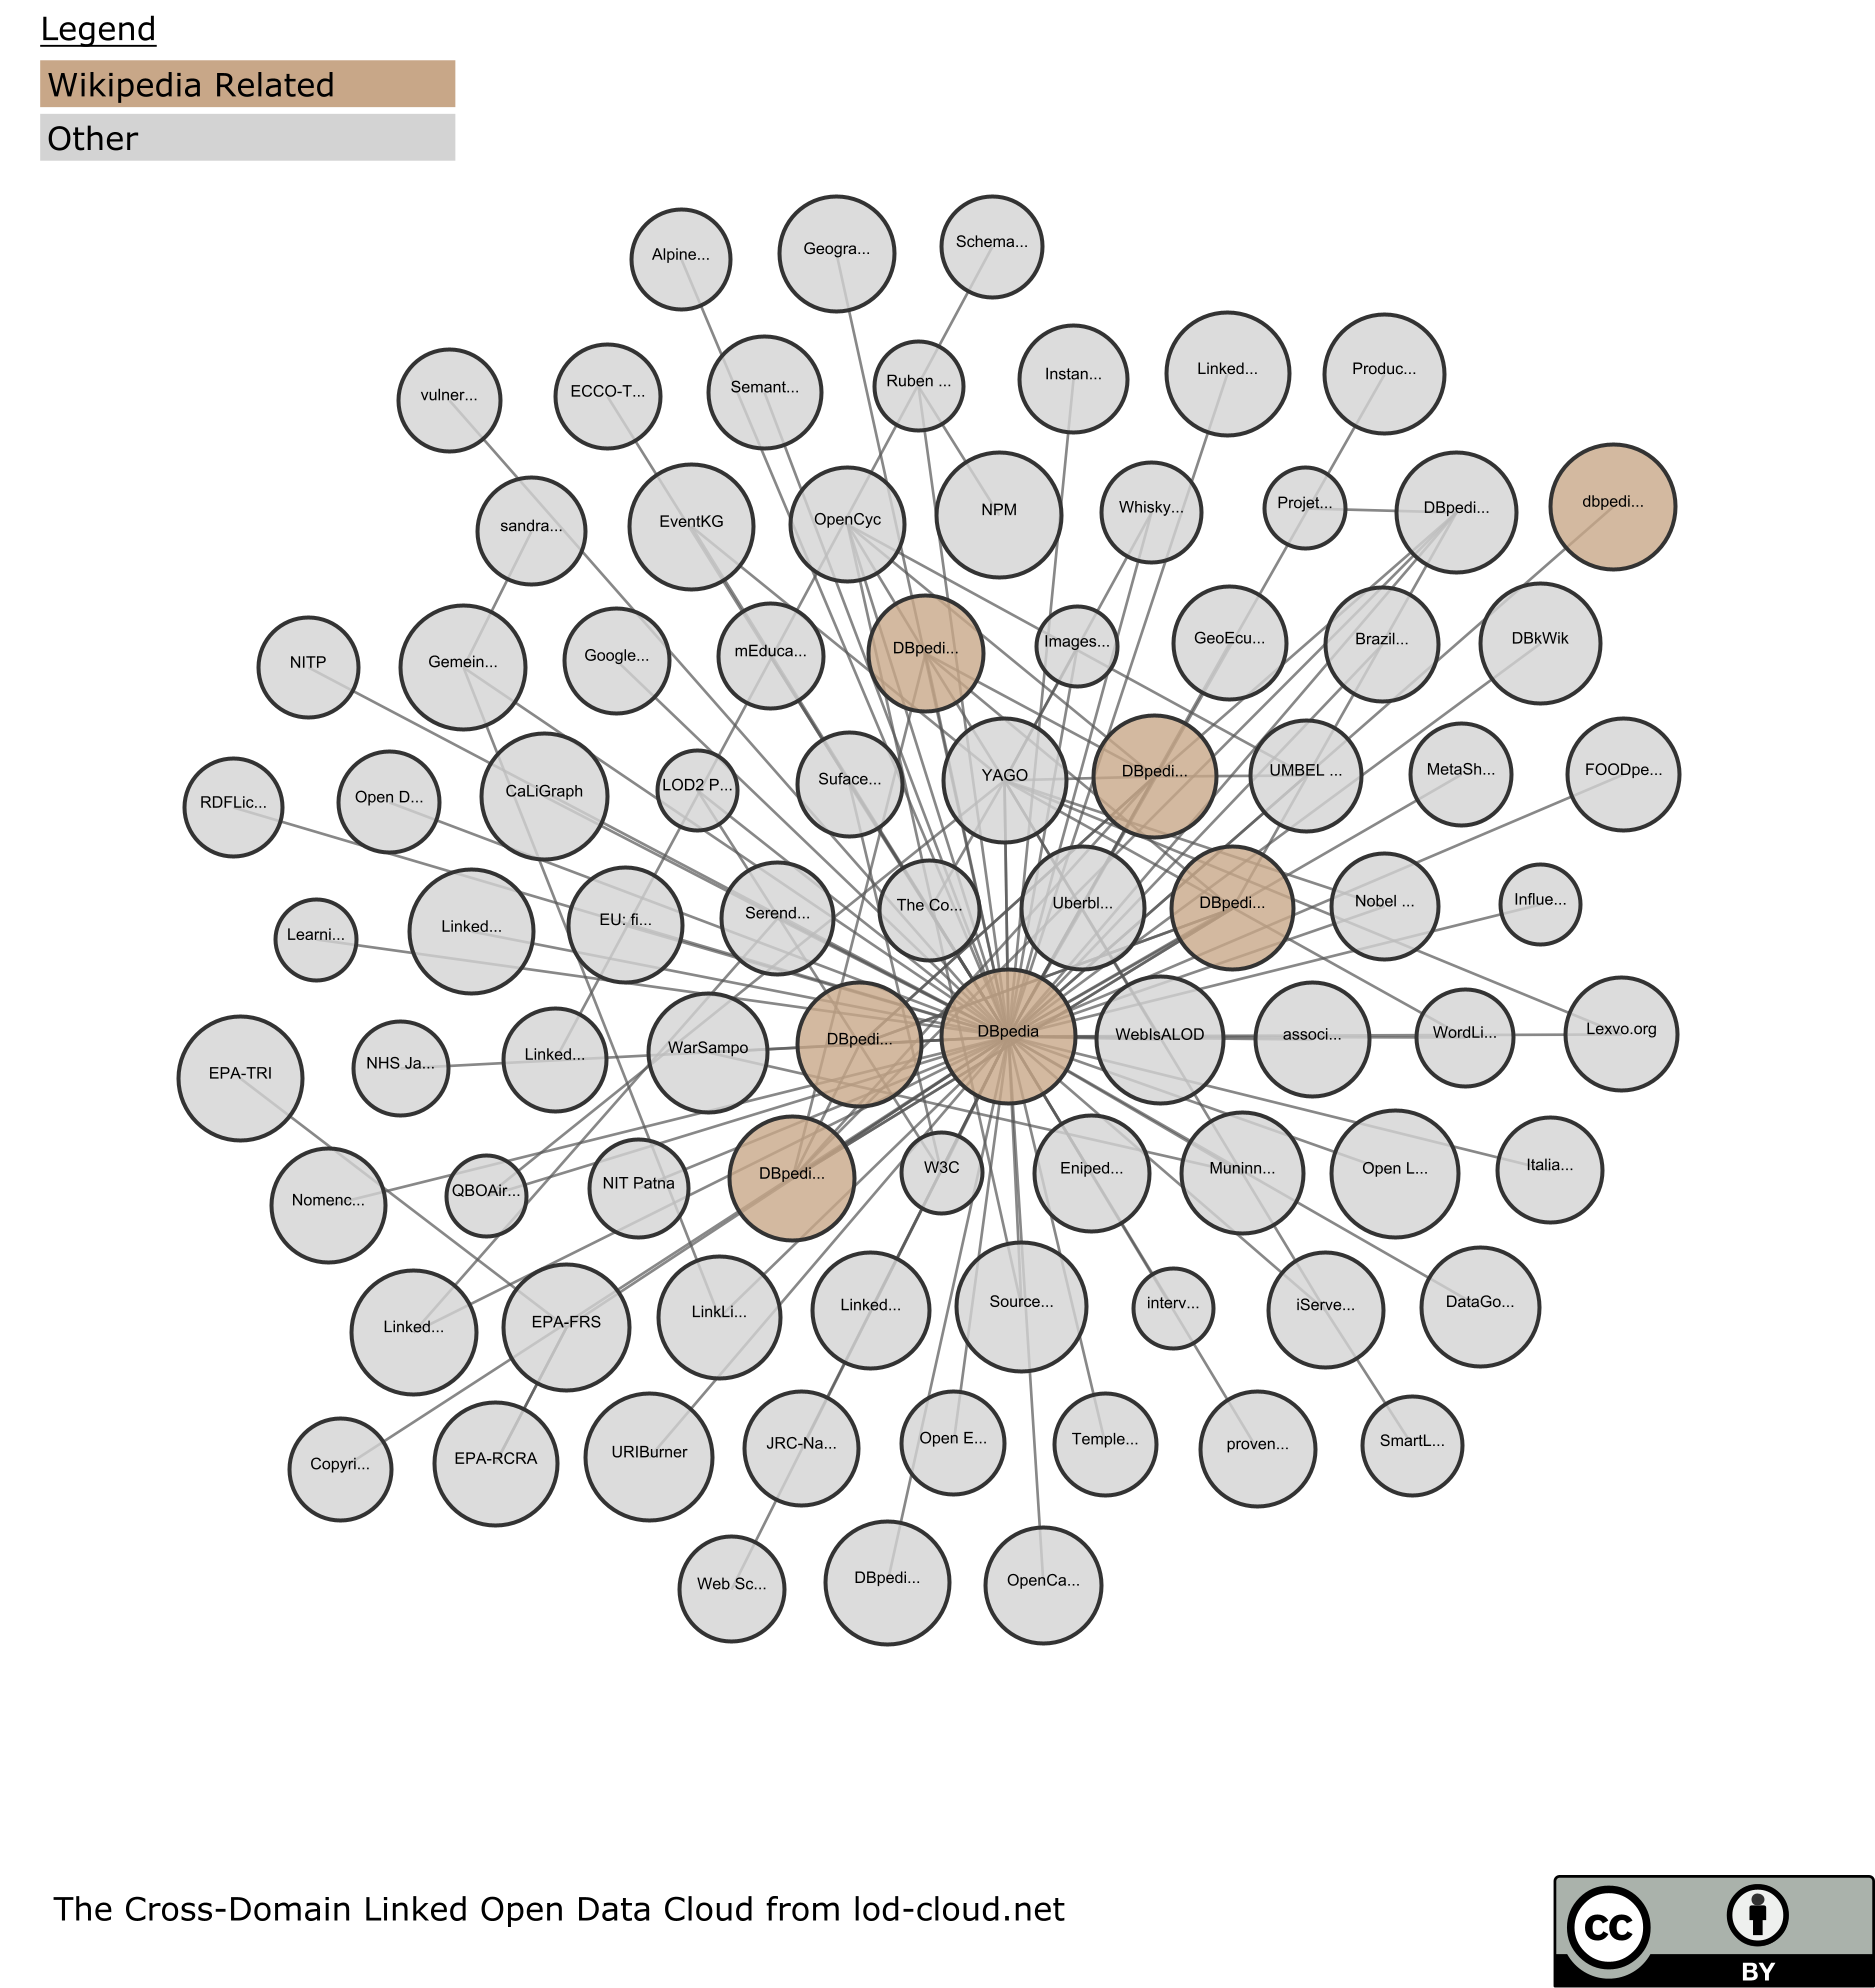 Legend
Wikipedia Related
Other
Alpine...
Geogra...
Schema...
vulner...
ECCO-T...
Semant...
Ruben ...
Instan...
Linked...
Produc...
sandra...
EventKG
OpenCyc
NPM
Whisky...
Projet...
DBpedi...
dbpedi...
NITP
Gemein...
Google...
mEduca...
DBpedi...
Images...
GeoEcu...
Brazil...
DBkWik
RDFLic...
Open D...
CaLiGraph
LOD2 P...
Suface...
YAGO
DBpedi...
UMBEL ...
MetaSh...
FOODpe...
Learni...
Linked...
EU: fi...
Serend...
The Co...
Uberbl...
DBpedi...
Nobel ...
Influe...
EPA-TRI
NHS Ja...
Linked...
WarSampo
DBpedi...
DBpedia
WebIsALOD
associ...
WordLi...
Lexvo.org
Nomenc...
QBOAir...
NIT Patna
DBpedi...
W3C
Eniped...
Muninn...
Open L...
Italia...
Linked...
EPA-FRS
LinkLi...
Linked...
Source...
interv...
iServe...
DataGo...
Copyri...
EPA-RCRA
URIBurner
JRC-Na...
Open E...
Temple...
proven...
SmartL...
Web Sc...
DBpedi...
OpenCa...
The Cross-Domain Linked Open Data Cloud from lod-cloud.net
cc
BY